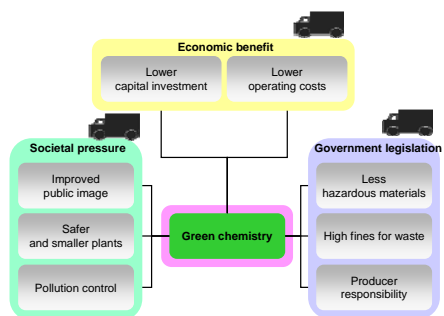 Economic benefit
Lower
capital investment
Lower
operating costs
Societal pressure
Improved
public image
Safer
and smaller plants
Pollution control
Green chemistry
Government legislation
Less
hazardous materials
High fines for waste
Producer
responsibility